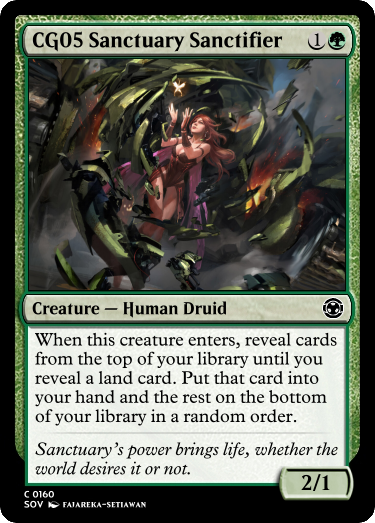 CG05 Sanctuary Sanctifier 1
Creature — Human Druid
When this creature enters, reveal cards
from the top of your library until you
reveal a land card. Put that card into
your hand and the rest on the bottom
of your library in a random order.
Sanctuary's power brings life, whether the
world desires it or not.
2/1
C 0160
SOV FAJAREKA-SETIAWAN